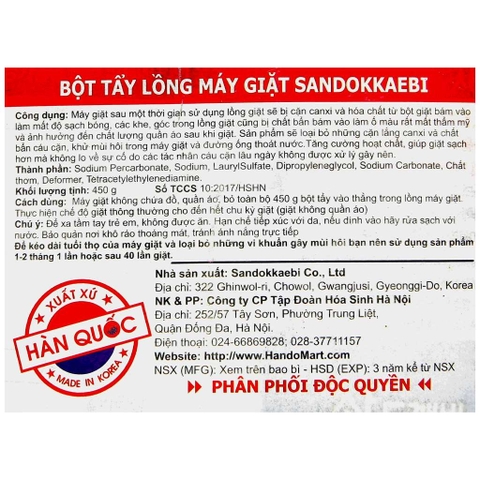 BỘT TẨY LỒNG MÁY GIẶT SANDOKKAEBI
Công dụng: Máy giặt sau một thời gian sử dụng lồng giặt sẽ bị cặn canxi và hóa chất từ bột giặt bám vào
làm mất độ sạch bóng, các khe, góc trong lồng giặt cũng bị chất bẩn bám vào làm ố màu rất mất thẩm mỹ
và ảnh hưởng đến chất lượng quần áo sau khi giặt. Sản phẩm sẽ loại bỏ những cặn lắng canxi và chất
bẩn cáu cặn, khử mùi hôi trong máy giặt và đường ống thoát nước.Tăng cường hoạt chất, giúp giặt sạch
hơn mà không lo về sự cố do các tác nhân cáu cặn lâu ngày không được xử lý gây nên.
Thành phần: Sodium Percarbonate, Sodium, LaurylSulfate, Dipropyleneglycol, Sodium Carbonate, Chất
thơm, Deformer, Tetracetylethylenediamine.
Khối lượng tịnh: 450 g Số TCCS 10:2017/HSHN
Cách dùng: Máy giặt không chứa đồ, quần áo, bỏ toàn bộ 450 g bột tẩy vào thẳng trong lồng máy giặt.
Thực hiện chế độ giặt thông thường cho đến hết chu kỳ giặt (giặt không quần áo)
Chú ý: Để xa tầm tay trẻ em, không cho tiếp xúc với mắt hoặc tiêu hóa, nếu dính vào hãy rửa sạch với
nước. Bảo quản nơi khô ráo thoáng mát, tránh ánh nắng trực tiếp
Để kéo dài tuổi thọ của máy giặt và loại bỏ những vi khuẩn gây mùi hôi bạn nên sử dụng sản phẩm
1-2 tháng 1 lần hoặc sau 40 lần giặt.
XUẤT XỨ
HÀN QUỐC
MADE IN KOREA
Nhà sản xuất: Sandokkaebi Co., Ltd
Địa chỉ: 322 Ghinwol-ri, Chowol, Gwangjusi, Gyeonggi-Do, Korea
NK & PP: Công ty CP Tập Đoàn Hóa Sinh Hà Nội
Địa chỉ: 252/57 Tây Sơn, Phường Trung Liệt,
Quận Đống Đa, Hà Nội.
Điện thoại: 024-66829828; 028-37711157
Website: http://www.HandoMart.com
NSX (MFG): Xem trên bao bì - HSD (EXP): 3 năm kể từ NSX
PHÂN PHỐI ĐỘC QUYỀN